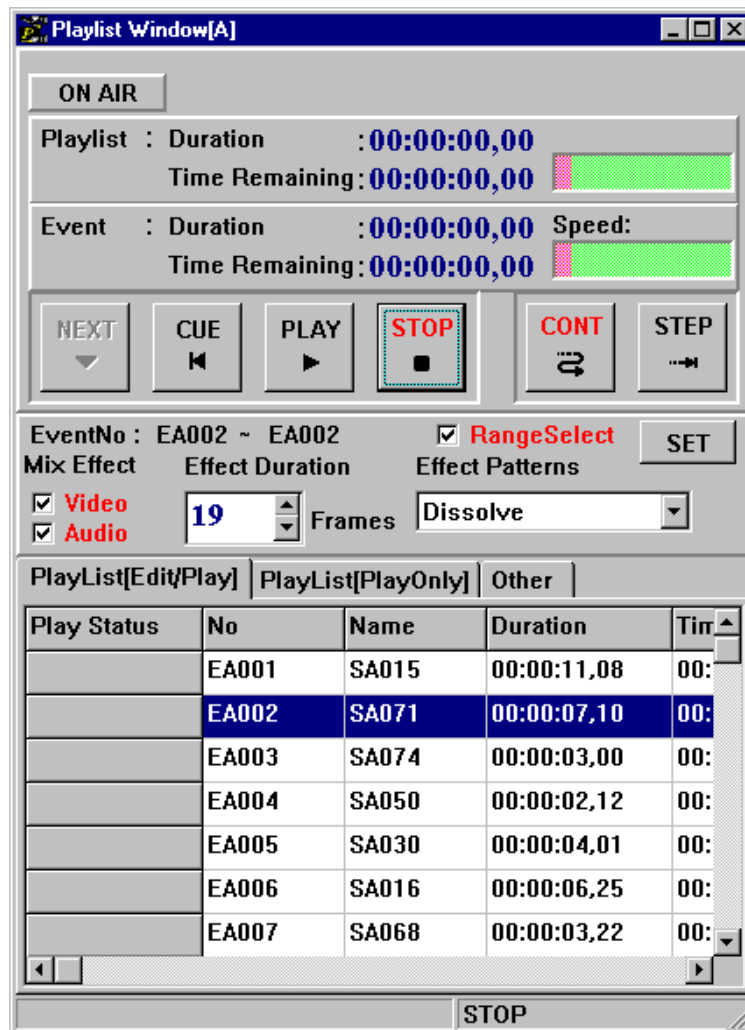 Playlist Window[A]
ON AIR
Playlist : Duration :00:00:00,00
Time Remaining:00:00:00,00
Event : Duration :00:00:00,00 Speed:
Time Remaining:00:00:00,00
NEXT CUE PLAY STOP CONT STEP
EventNo : EA002 ~ EA002 RangeSelect SET
Mix Effect Effect Duration Effect Patterns
Video
Audio
19 Frames Dissolve
PlayList[Edit/Play] PlayList[PlayOnly] Other
Play Status No Name Duration Tim
EA001 SA015 00:00:11,08 00:
EA002 SA071 00:00:07,10 00:
EA003 SA074 00:00:03,00 00:
EA004 SA050 00:00:02,12 00:
EA005 SA030 00:00:04,01 00:
EA006 SA016 00:00:06,25 00:
EA007 SA068 00:00:03,22 00:
STOP